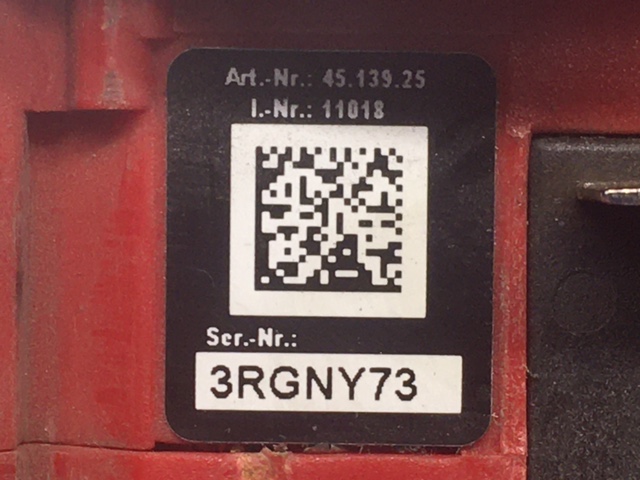 Art.-Nr.: 45.139.25
I.-Nr.: 11018
Ser.-Nr.:
3RGNY73